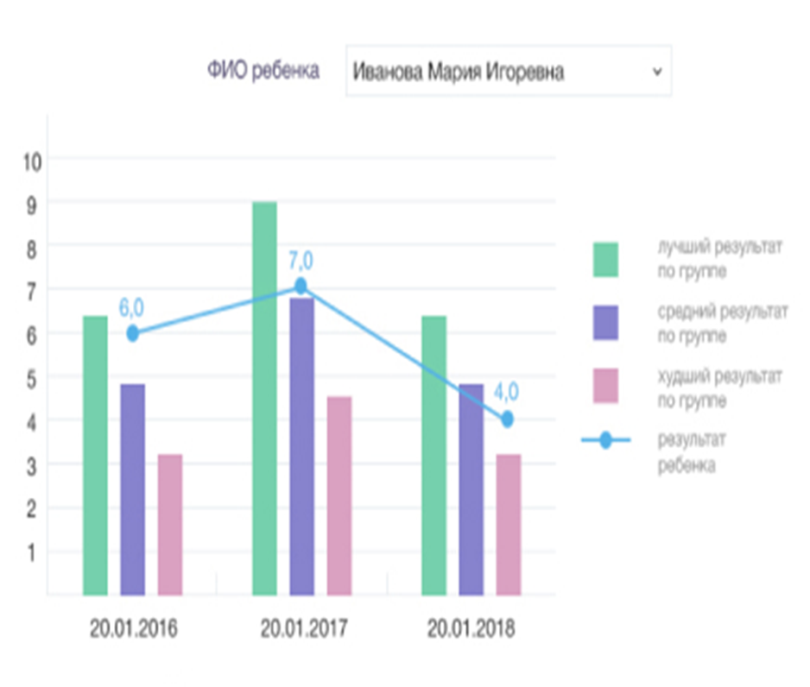 ФИО ребенка
Иванова Мария Игоревна
10
9
8
7
6
5
4
3
2
1
6,0
7,0
4,0
20.01.2016
20.01.2017
20.01.2018
лучший результат
по группе
средний результат
по группе
худший результат
по группе
результат
ребенка